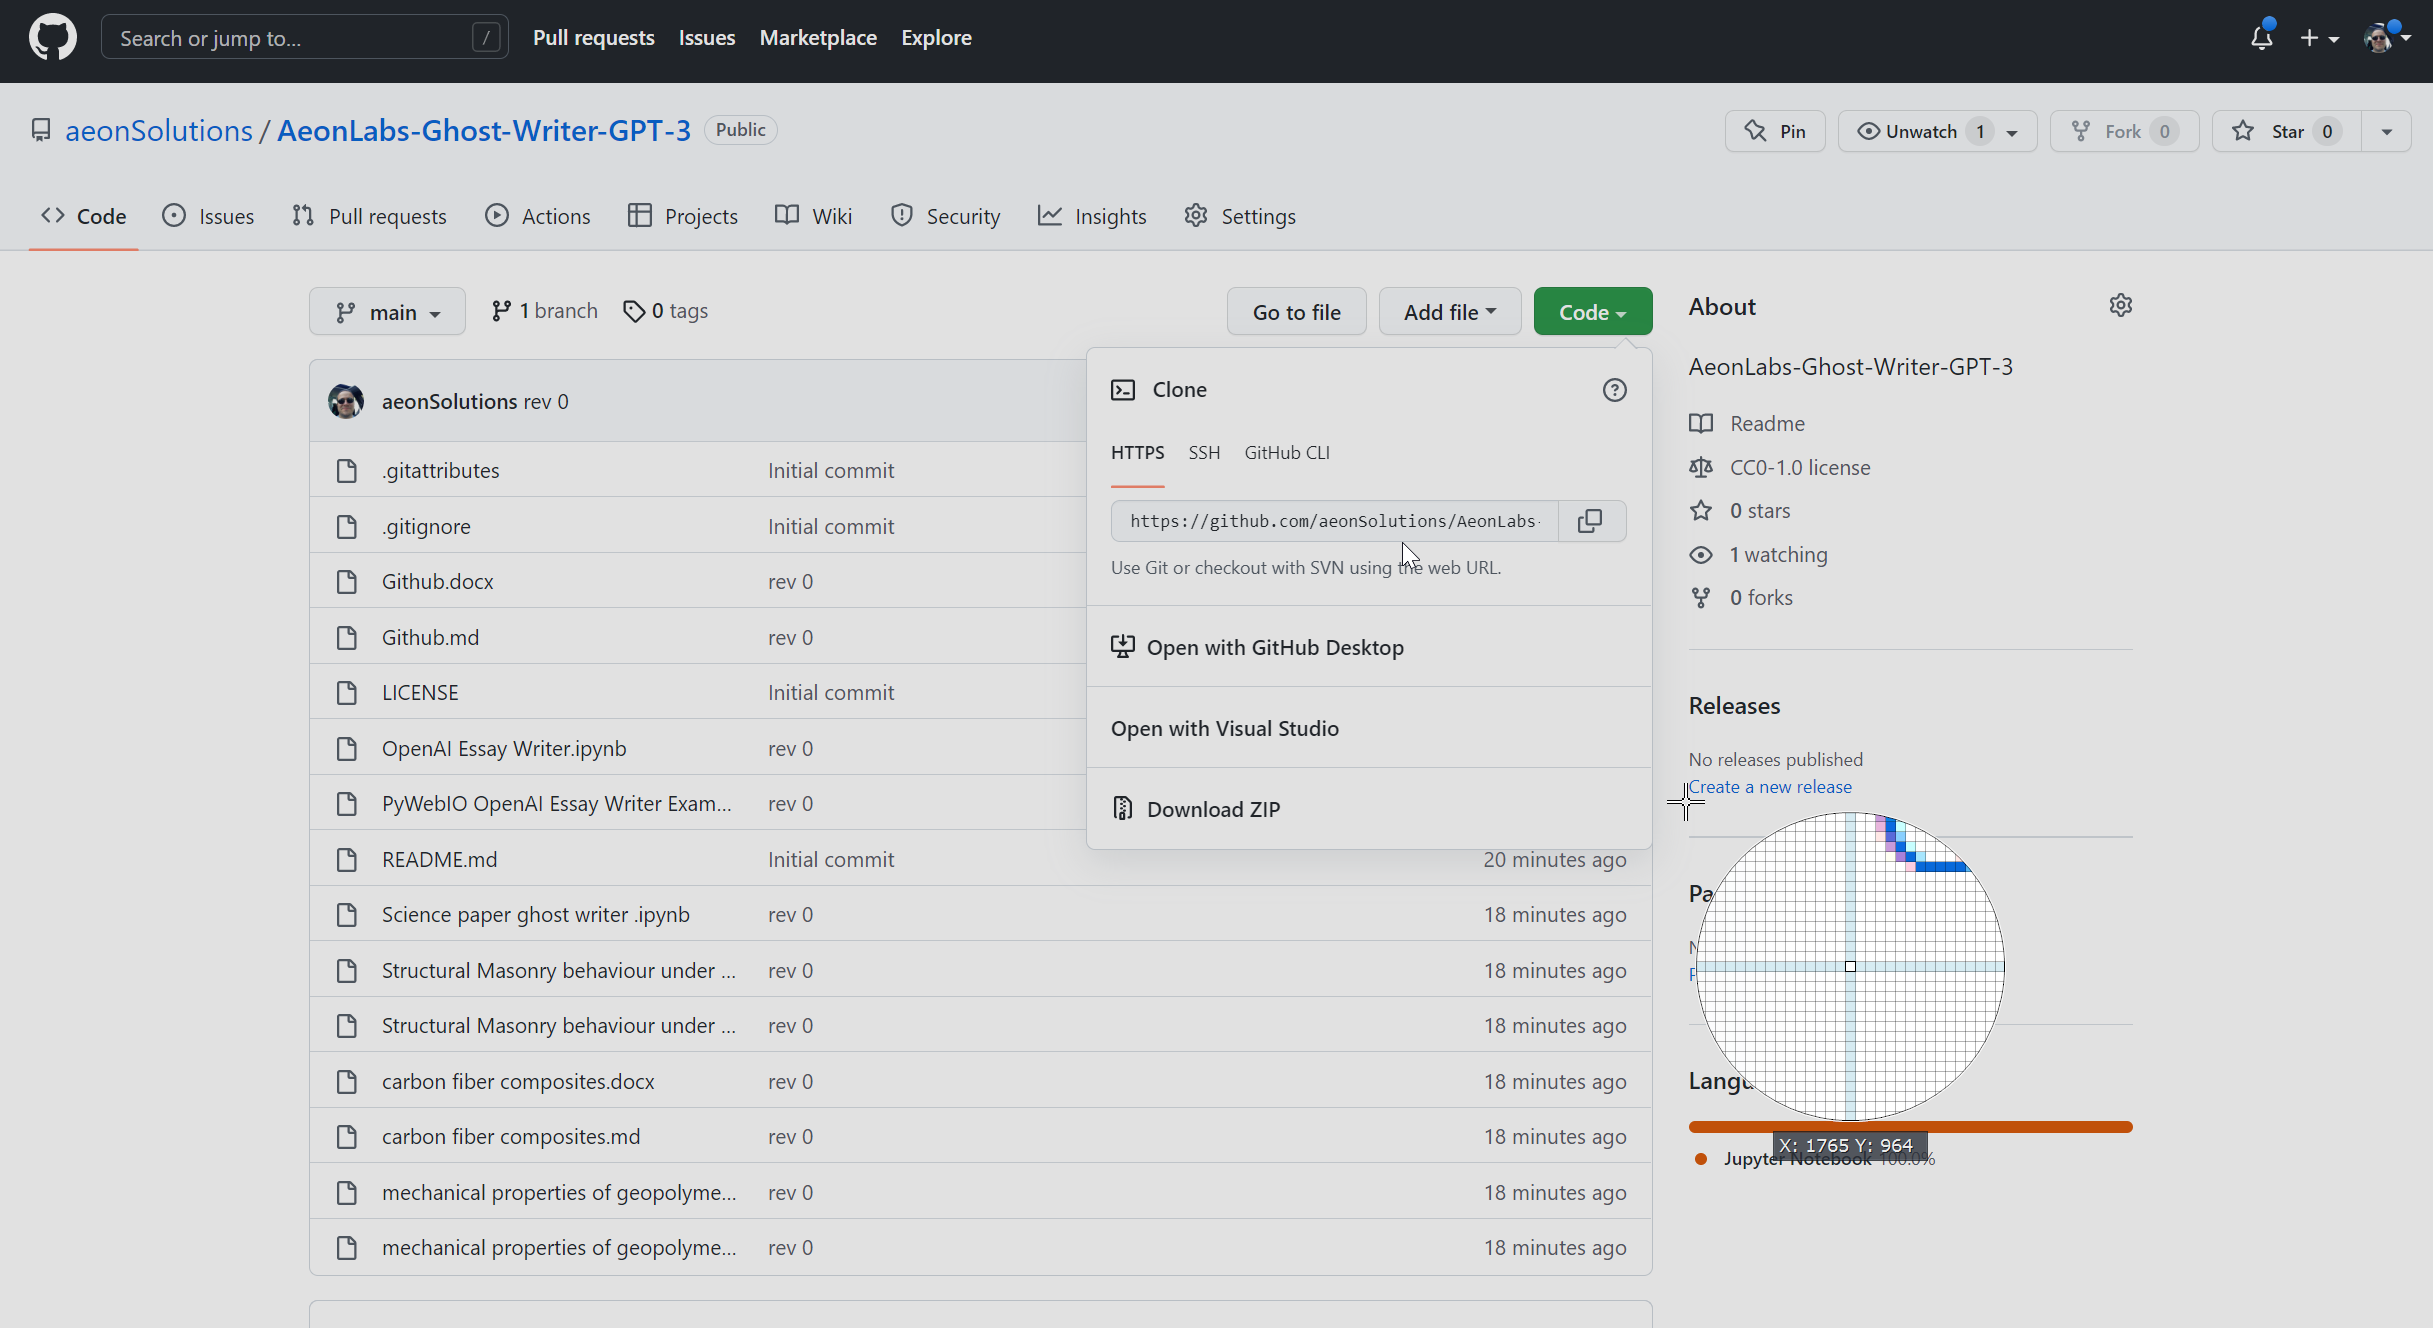 Search or jump to... /
Pull requests Issues Marketplace Explore
aeonSolutions / AeonLabs-Ghost-Writer-GPT-3 Public
Pin Unwatch 1 Fork 0 Star 0
Code Issues Pull requests Actions Projects Wiki Security Insights Settings
main 1 branch 0 tags
Go to file Add file Code
aeonSolutions rev 0
.gitattributes Initial commit
.gitignore Initial commit
Github.docx rev 0
Github.md rev 0
LICENSE Initial commit
OpenAI Essay Writer.ipynb rev 0
PyWebIO OpenAI Essay Writer Exam... rev 0
README.md Initial commit 20 minutes ago
Science paper ghost writer .ipynb rev 0 18 minutes ago
Structural Masonry behaviour under ... rev 0 18 minutes ago
Structural Masonry behaviour under ... rev 0 18 minutes ago
carbon fiber composites.docx rev 0 18 minutes ago
carbon fiber composites.md rev 0 18 minutes ago
mechanical properties of geopolyme... rev 0 18 minutes ago
mechanical properties of geopolyme... rev 0 18 minutes ago
Clone
HTTPS SSH GitHub CLI
https://github.com/aeonSolutions/AeonLabs-
Use Git or checkout with SVN using the web URL.
Open with GitHub Desktop
Open with Visual Studio
Download ZIP
About
AeonLabs-Ghost-Writer-GPT-3
Readme
CC0-1.0 license
0 stars
1 watching
0 forks
Releases
No releases published
Create a new release
X: 1765 Y: 964
Jupyter Notebook 100.0%